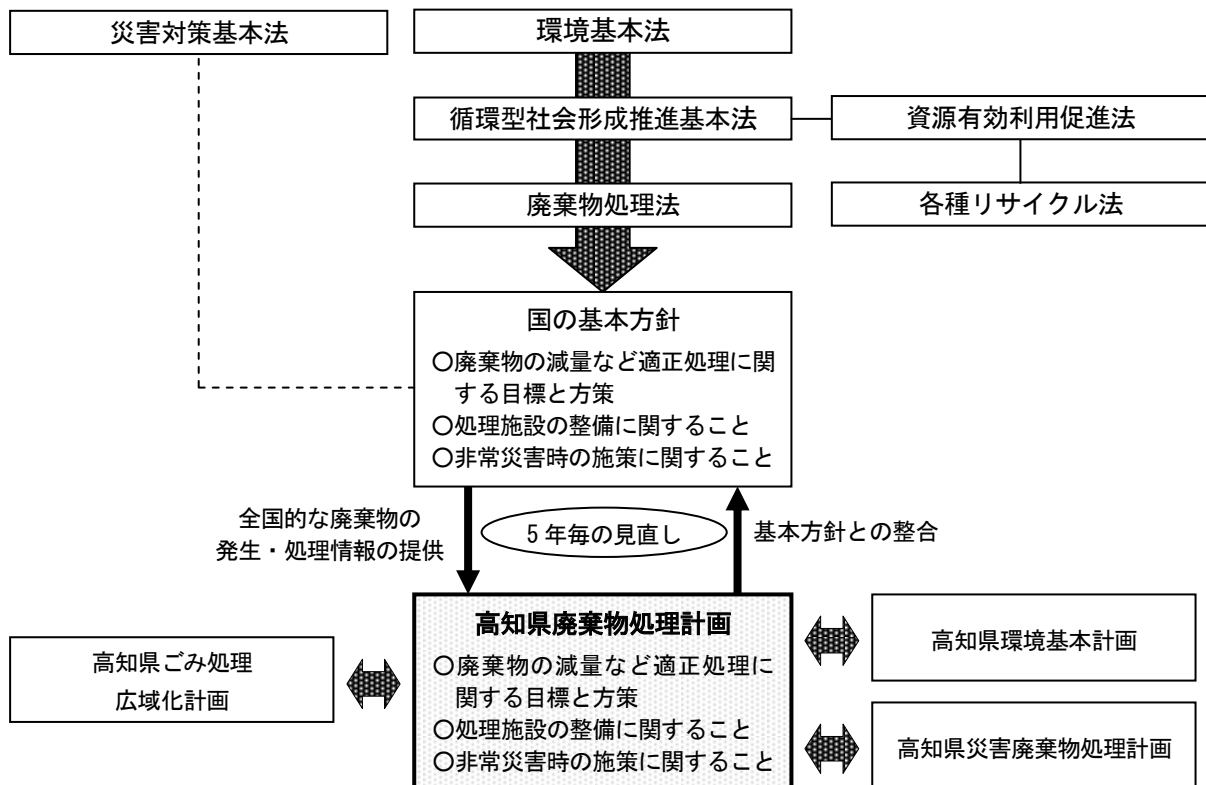 災害対策基本法
環境基本法
循環型社会形成推進基本法
資源有効利用促進法
廃棄物処理法
各種リサイクル法
国の基本方針
○廃棄物の減量など適正処理に関
する目標と方策
○処理施設の整備に関すること
○非常災害時の施策に関すること
全国的な廃棄物の
発生・処理情報の提供
5年毎の見直し
基本方針との整合
高知県廃棄物処理計画
○廃棄物の減量など適正処理に
関する目標と方策
○処理施設の整備に関すること
○非常災害時の施策に関すること
高知県ごみ処理
広域化計画
高知県環境基本計画
高知県災害廃棄物処理計画